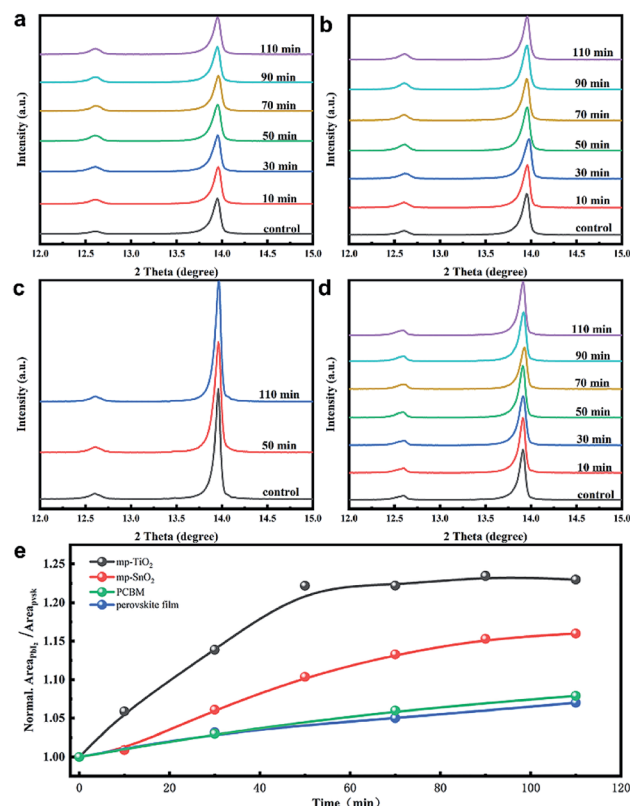 a
110 min
90 min
70 min
50 min
30 min
10 min
control
Intensity (a.u.)
12.0 12.5 13.0 13.5 14.0 14.5 15.0
2 Theta (degree)
b
110 min
90 min
70 min
50 min
30 min
10 min
control
Intensity (a.u.)
12.0 12.5 13.0 13.5 14.0 14.5 15.0
2 Theta (degree)
c
110 min
50 min
control
Intensity (a.u.)
12.0 12.5 13.0 13.5 14.0 14.5 15.0
2 Theta (degree)
d
110 min
90 min
70 min
50 min
30 min
10 min
control
Intensity (a.u.)
12.0 12.5 13.0 13.5 14.0 14.5 15.0
2 Theta (degree)
e
mp-TiO₂
mp-SnO₂
PCBM
perovskite film
Normal. Area_PbI₂ / Area_pvsk
1.25
1.20
1.15
1.10
1.05
1.00
0 20 40 60 80 100 120
Time (min)